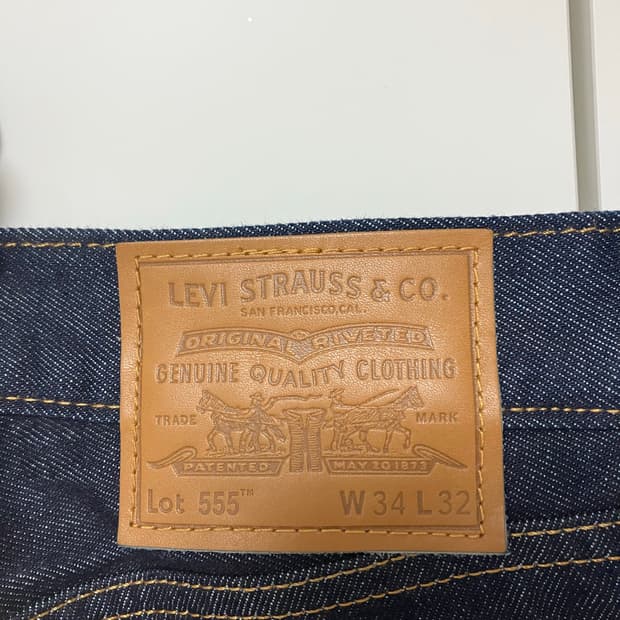 LEVI STRAUSS & CO.
SAN FRANCISCO, CAL.
ORIGINAL RIVETED
GENUINE QUALITY CLOTHING
TRADE MARK
PATENTED MAY 20 1873
Lot 555™ W 34 L 32